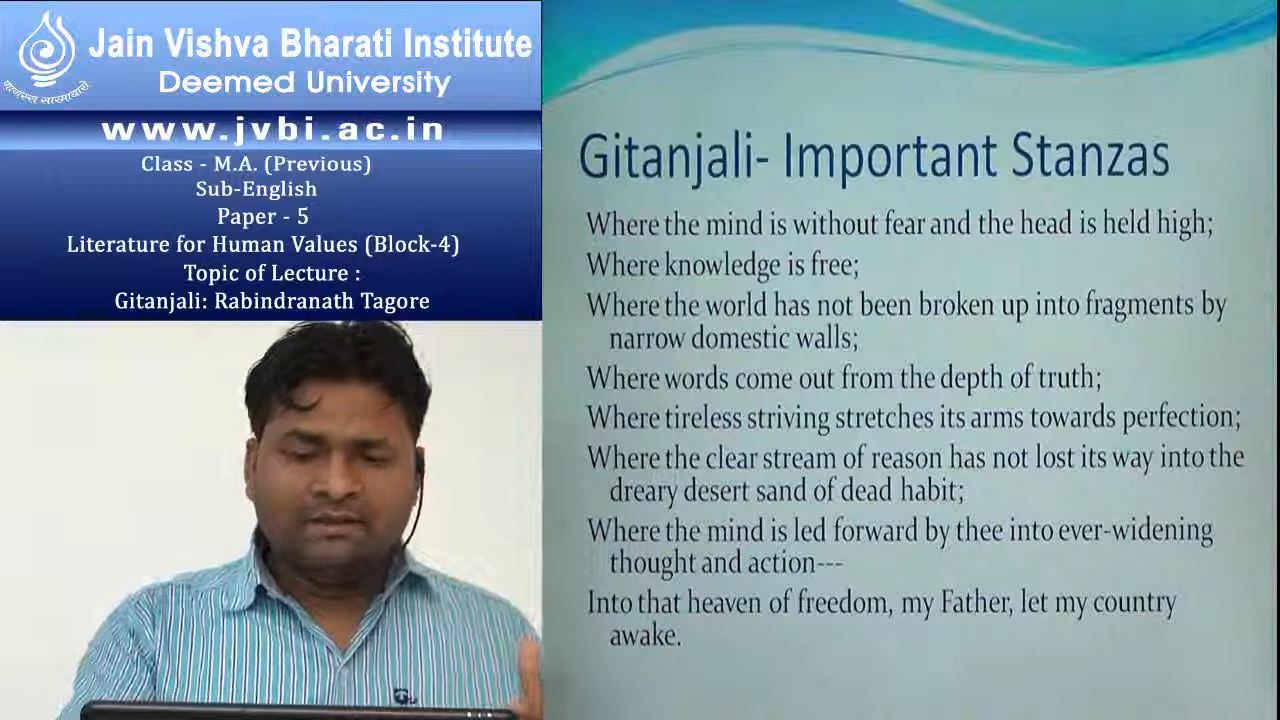 Jain Vishva Bharati Institute
Deemed University
www.jvbi.ac.in
Class - M.A. (Previous)
Sub-English
Paper - 5
Literature for Human Values (Block-4)
Topic of Lecture :
Gitanjali: Rabindranath Tagore
Gitanjali- Important Stanzas
Where the mind is without fear and the head is held high;
Where knowledge is free;
Where the world has not been broken up into fragments by
narrow domestic walls;
Where words come out from the depth of truth;
Where tireless striving stretches its arms towards perfection;
Where the clear stream of reason has not lost its way into the
dreary desert sand of dead habit;
Where the mind is led forward by thee into ever-widening
thought and action---
Into that heaven of freedom, my Father, let my country
awake.